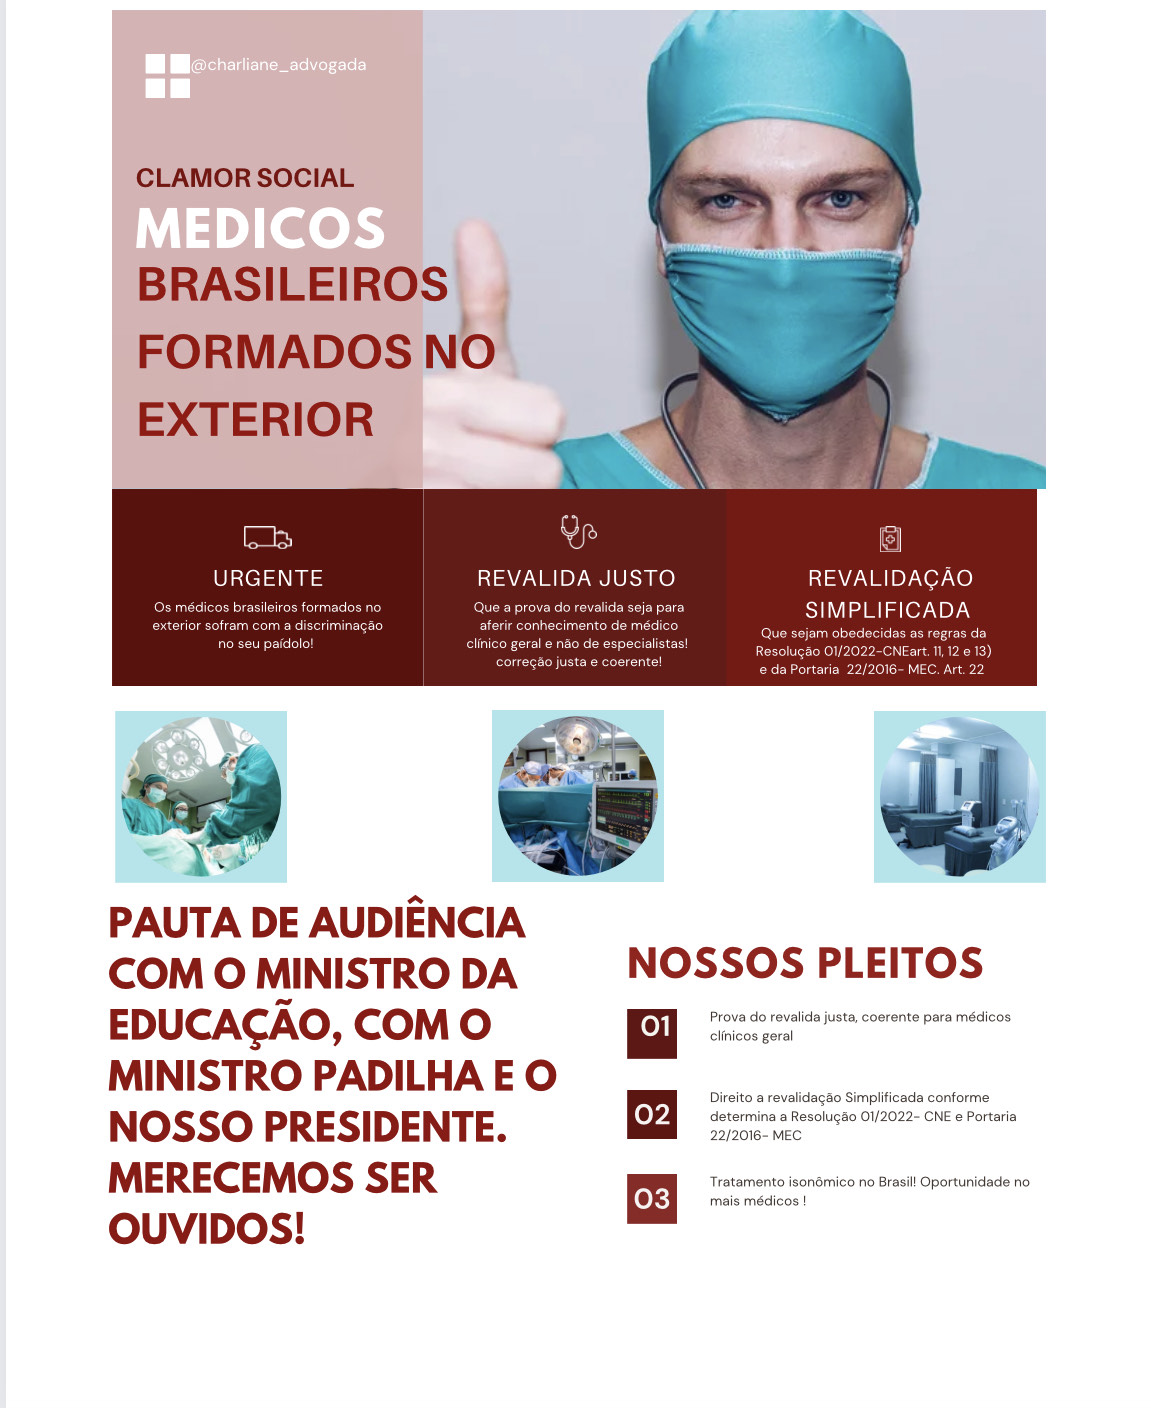 @charliane_advogada
CLAMOR SOCIAL
MEDICOS
BRASILEIROS
FORMADOS NO
EXTERIOR
URGENTE
Os médicos brasileiros formados no
exterior sofram com a discriminação
no seu paídolo!
REVALIDA JUSTO
Que a prova do revalida seja para
aferir conhecimento de médico
clínico geral e não de especialistas!
correção justa e coerente!
REVALIDAÇÃO
SIMPLIFICADA
Que sejam obedecidas as regras da
Resolução 01/2022-CNEart. 11, 12 e 13)
e da Portaria 22/2016- MEC. Art. 22
PAUTA DE AUDIÊNCIA
COM O MINISTRO DA
EDUCAÇÃO, COM O
MINISTRO PADILHA E O
NOSSO PRESIDENTE.
MERECEMOS SER
OUVIDOS!
NOSSOS PLEITOS
01
Prova do revalida justa, coerente para médicos
clínicos geral
02
Direito a revalidação Simplificada conforme
determina a Resolução 01/2022- CNE e Portaria
22/2016- MEC
03
Tratamento isonômico no Brasil! Oportunidade no
mais médicos !